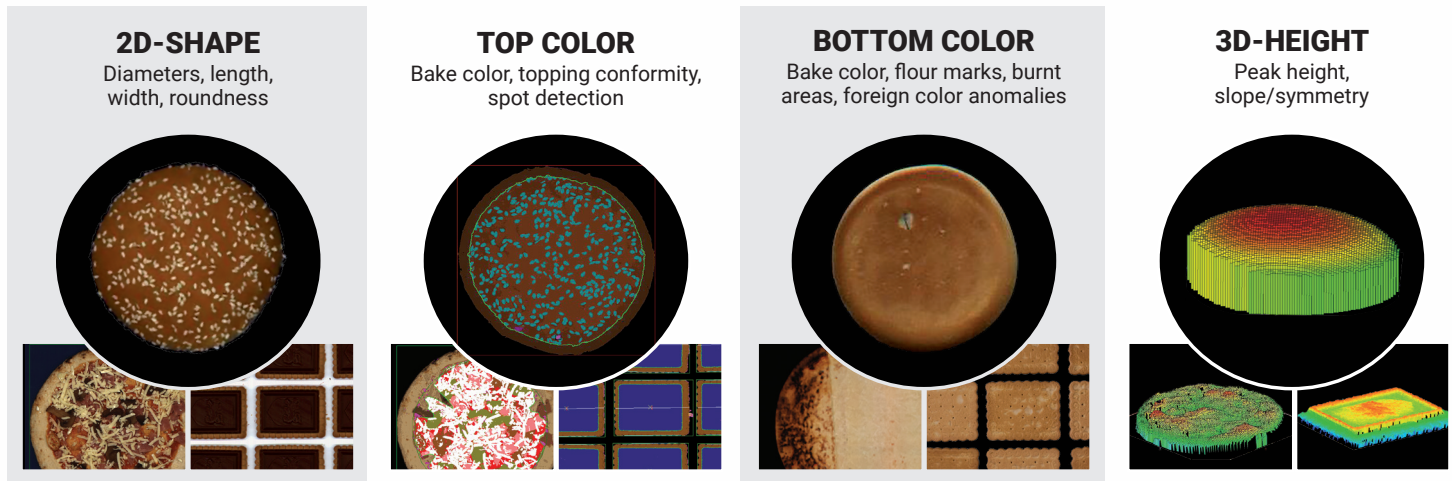 2D-SHAPE
Diameters, length,
width, roundness
TOP COLOR
Bake color, topping conformity,
spot detection
BOTTOM COLOR
Bake color, flour marks, burnt
areas, foreign color anomalies
3D-HEIGHT
Peak height,
slope/symmetry